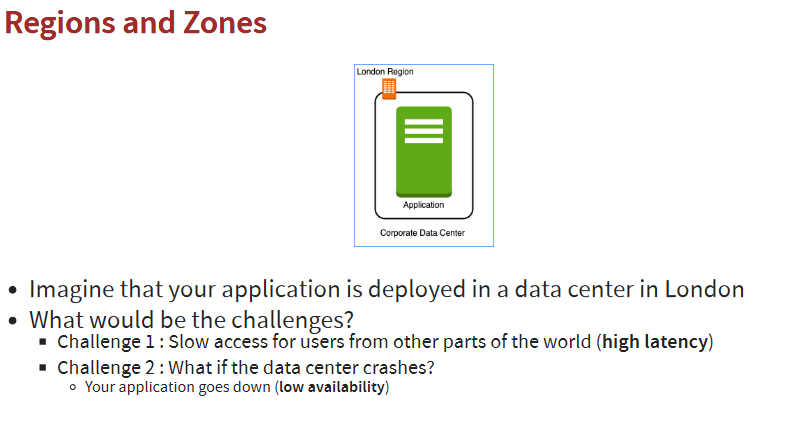 Regions and Zones
London Region
Application
Corporate Data Center
Imagine that your application is deployed in a data center in London
What would be the challenges?
Challenge 1 : Slow access for users from other parts of the world (high latency)
Challenge 2 : What if the data center crashes?
Your application goes down (low availability)